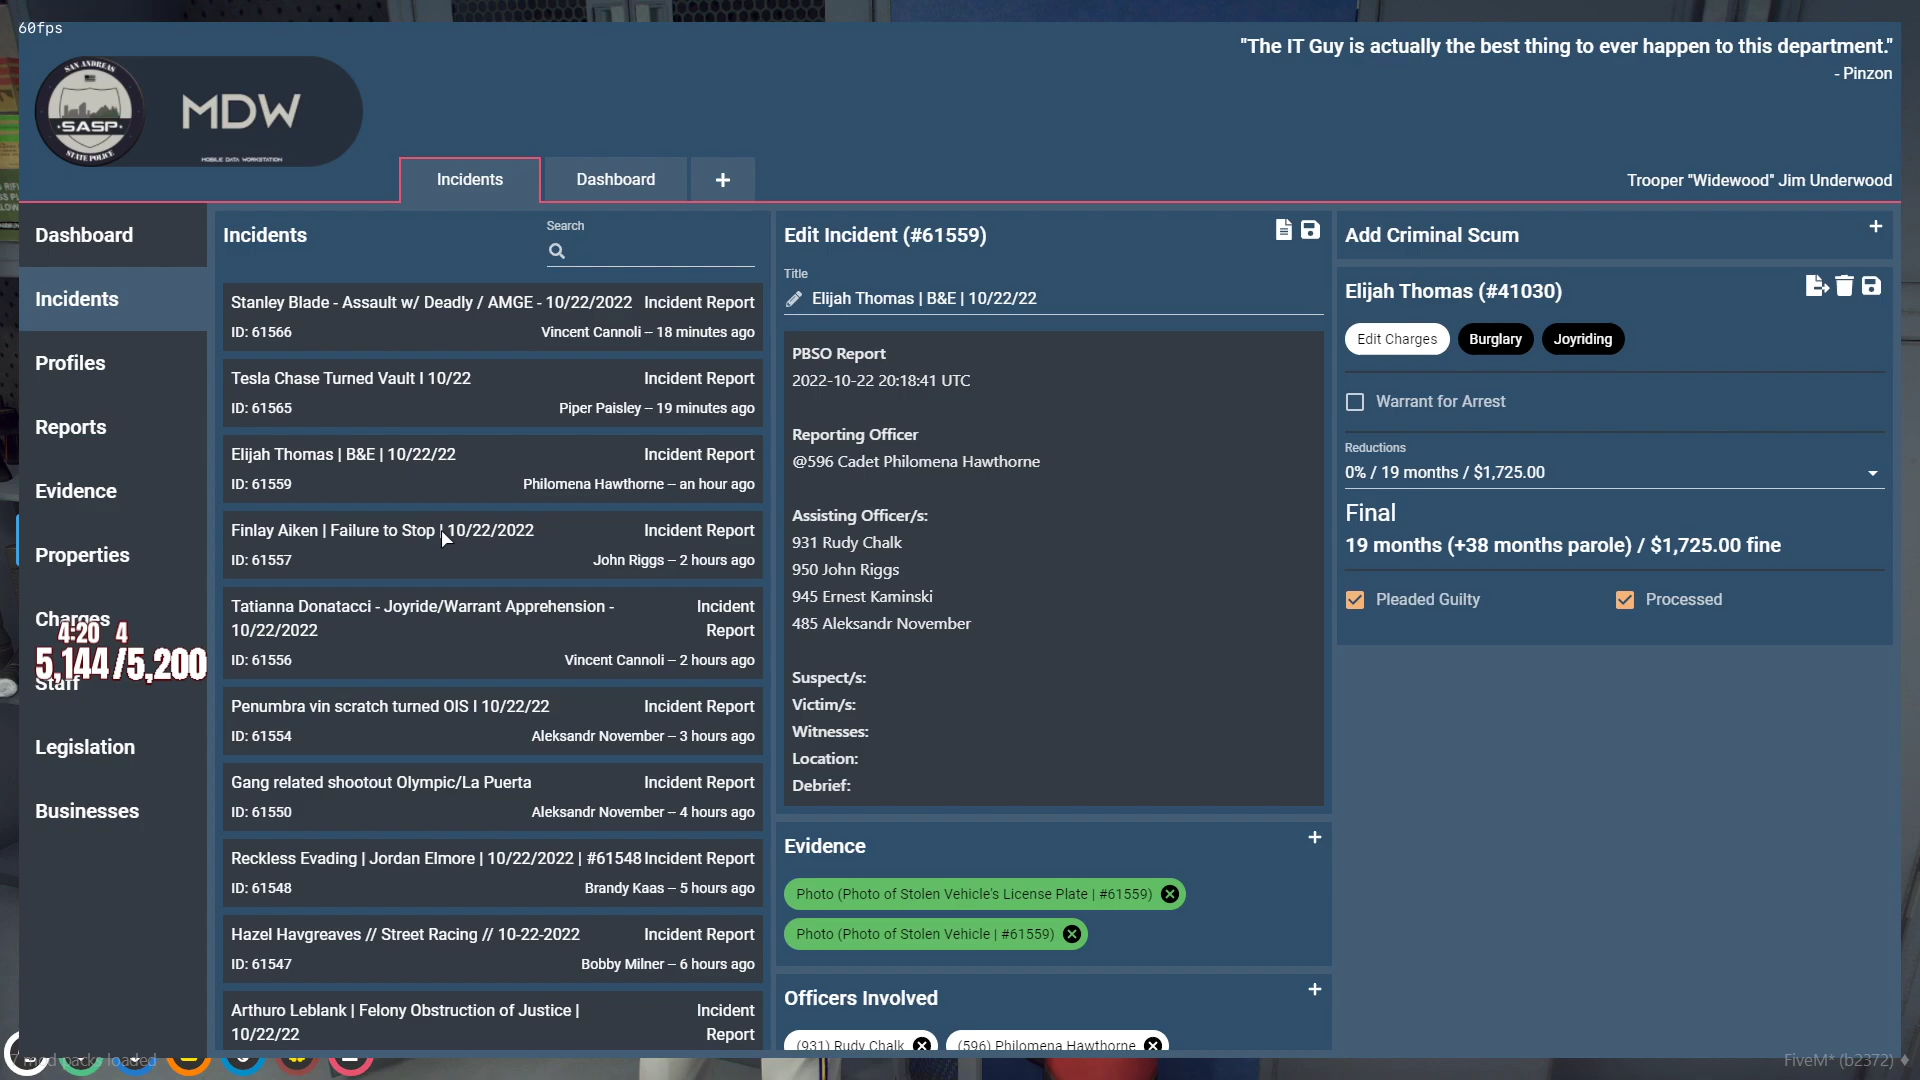 60fps
"The IT Guy is actually the best thing to ever happen to this department."
- Pinzon
SAN ANDREAS
SASP
STATE POLICE
MDW
MOBILE DATA WORKSTATION
Incidents
Dashboard
+
Trooper "Widewood" Jim Underwood
Dashboard
Incidents
Profiles
Reports
Evidence
Properties
Charges
4:20 4
5,144/5,200
Staff
Legislation
Businesses
Incidents
Search
Stanley Blade - Assault w/ Deadly / AMGE - 10/22/2022 Incident Report
ID: 61566 Vincent Cannoli – 18 minutes ago
Tesla Chase Turned Vault I 10/22 Incident Report
ID: 61565 Piper Paisley – 19 minutes ago
Elijah Thomas | B&E | 10/22/22 Incident Report
ID: 61559 Philomena Hawthorne – an hour ago
Finlay Aiken | Failure to Stop | 10/22/2022 Incident Report
ID: 61557 John Riggs – 2 hours ago
Tatianna Donatacci - Joyride/Warrant Apprehension - Incident
10/22/2022 Report
ID: 61556 Vincent Cannoli – 2 hours ago
Penumbra vin scratch turned OIS I 10/22/22 Incident Report
ID: 61554 Aleksandr November – 3 hours ago
Gang related shootout Olympic/La Puerta Incident Report
ID: 61550 Aleksandr November – 4 hours ago
Reckless Evading | Jordan Elmore | 10/22/2022 | #61548 Incident Report
ID: 61548 Brandy Kaas – 5 hours ago
Hazel Havgreaves // Street Racing // 10-22-2022 Incident Report
ID: 61547 Bobby Milner – 6 hours ago
Arthuro Leblank | Felony Obstruction of Justice | Incident
10/22/22 Report
Edit Incident (#61559)
Title
Elijah Thomas | B&E | 10/22/22
PBSO Report
2022-10-22 20:18:41 UTC
Reporting Officer
@596 Cadet Philomena Hawthorne
Assisting Officer/s:
931 Rudy Chalk
950 John Riggs
945 Ernest Kaminski
485 Aleksandr November
Suspect/s:
Victim/s:
Witnesses:
Location:
Debrief:
Evidence
+
Photo (Photo of Stolen Vehicle's License Plate | #61559)
Photo (Photo of Stolen Vehicle | #61559)
Officers Involved
+
(931) Rudy Chalk (596) Philomena Hawthorne
Add Criminal Scum
+
Elijah Thomas (#41030)
Edit Charges Burglary Joyriding
Warrant for Arrest
Reductions
0% / 19 months / $1,725.00
Final
19 months (+38 months parole) / $1,725.00 fine
Pleaded Guilty Processed
7 mod packs loaded
FiveM* (b2372)